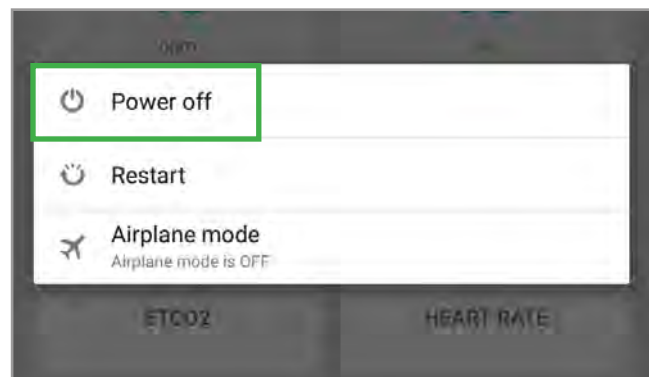 Power off
Restart
Airplane mode
Airplane mode is OFF
ETCO2
HEART RATE